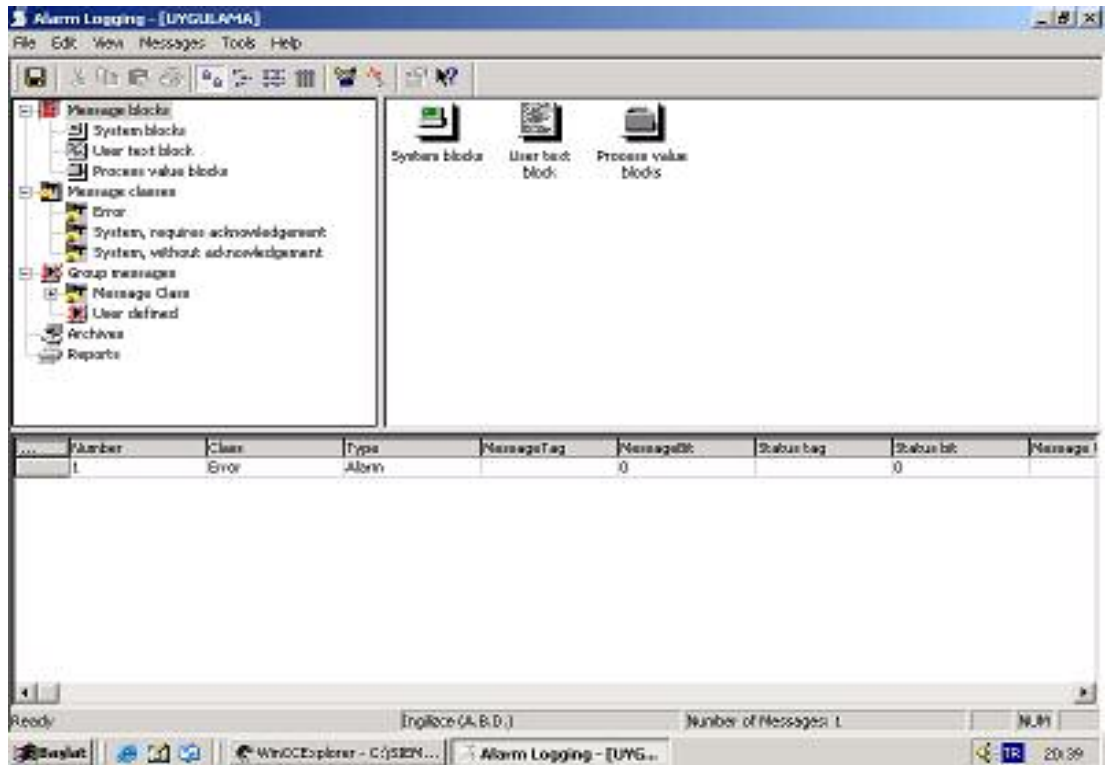 Alarm Logging - [UYGULAMA]
File Edit View Messages Tools Help
Message blocks
System blocks
User text block
Process value blocks
Message classes
Error
System, requires acknowledgement
System, without acknowledgement
Group messages
Message Class
User defined
Archives
Reports
System blocks
User text block
Process value blocks
... Number Class Type MessageTag MessageBit Status tag Status bit Message
1 Error Alarm 0 0
Ready İngilizce (A.B.D.) Number of Messages: 1 NUM
Başlat WinCCExplorer - C:\SIEM... Alarm Logging - [UYG... TR 20:39